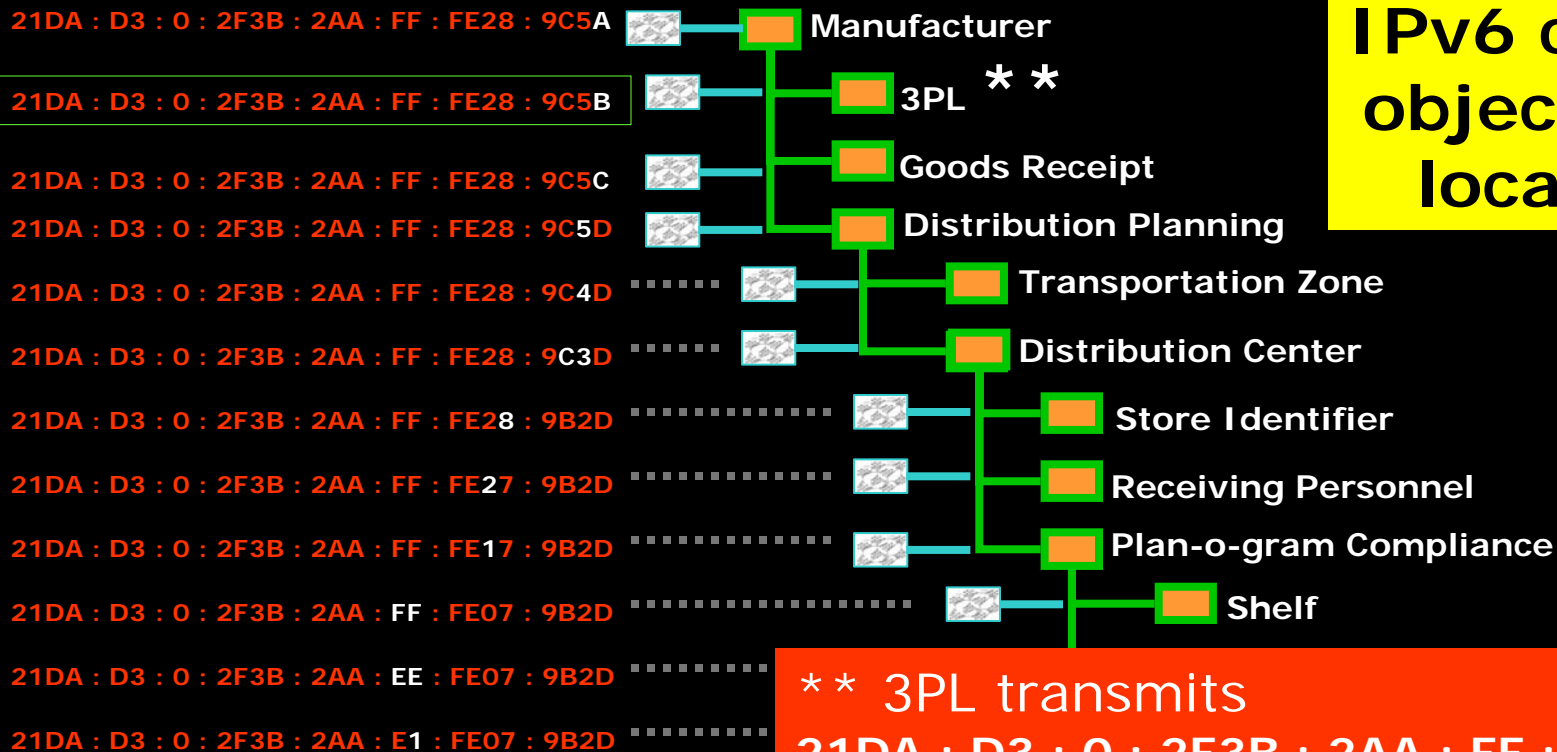 21DA : D3 : 0 : 2F3B : 2AA : FF : FE28 : 9C5A
Manufacturer
21DA : D3 : 0 : 2F3B : 2AA : FF : FE28 : 9C5B
3PL **
21DA : D3 : 0 : 2F3B : 2AA : FF : FE28 : 9C5C
Goods Receipt
21DA : D3 : 0 : 2F3B : 2AA : FF : FE28 : 9C5D
Distribution Planning
21DA : D3 : 0 : 2F3B : 2AA : FF : FE28 : 9C4D
Transportation Zone
21DA : D3 : 0 : 2F3B : 2AA : FF : FE28 : 9C3D
Distribution Center
21DA : D3 : 0 : 2F3B : 2AA : FF : FE28 : 9B2D
Store Identifier
21DA : D3 : 0 : 2F3B : 2AA : FF : FE27 : 9B2D
Receiving Personnel
21DA : D3 : 0 : 2F3B : 2AA : FF : FE17 : 9B2D
Plan-o-gram Compliance
21DA : D3 : 0 : 2F3B : 2AA : FF : FE07 : 9B2D
Shelf
21DA : D3 : 0 : 2F3B : 2AA : EE : FE07 : 9B2D
21DA : D3 : 0 : 2F3B : 2AA : E1 : FE07 : 9B2D
IPv6
objec
loca
** 3PL transmits
21DA : D3 : 0 : 2F3B : 2AA : FF :